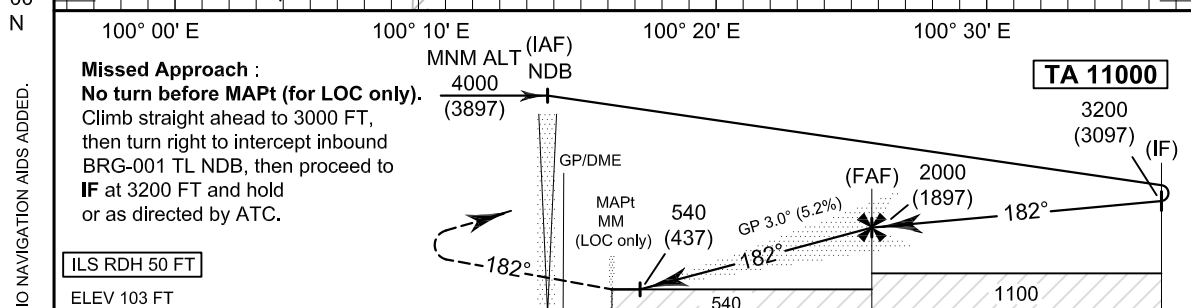 N
100° 00' E
100° 10' E
100° 20' E
100° 30' E
IO NAVIGATION AIDS ADDED.
Missed Approach :
No turn before MAPt (for LOC only).
Climb straight ahead to 3000 FT,
then turn right to intercept inbound
BRG-001 TL NDB, then proceed to
IF at 3200 FT and hold
or as directed by ATC.
ILS RDH 50 FT
ELEV 103 FT
MNM ALT
4000
(3897)
(IAF)
NDB
TA 11000
3200
(3097)
(IF)
GP/DME
MAPt
MM
(LOC only)
540
(437)
GP 3.0° (5.2%)
(FAF)
2000
(1897)
182°
182°
182°
540
1100